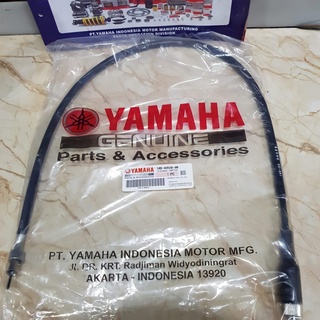 PT. YAMAHA INDONESIA MOTOR MANUFACTURING
YAMAHA
GENUINE
Parts & Accessories
YAMAHA
PT. YAMAHA INDONESIA MOTOR MFG.
Jl. DR. KRT. Radjiman Widyodiningrat
AKARTA - INDONESIA 13920